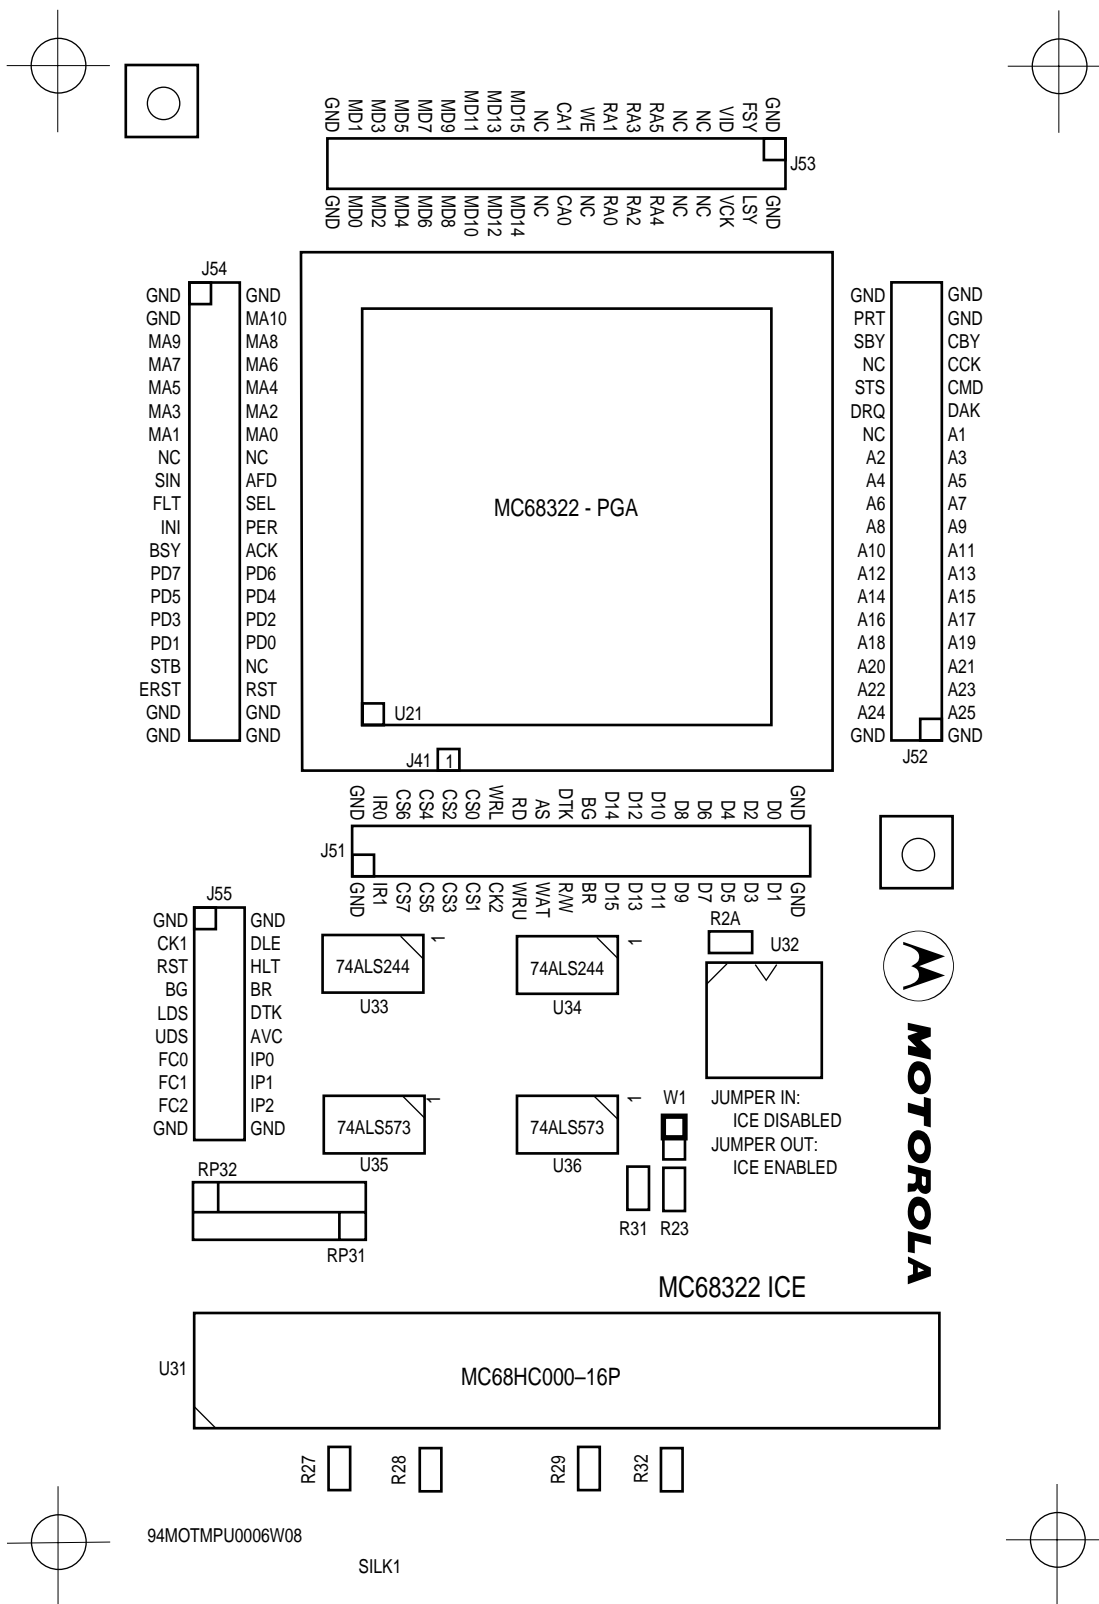 GND MD1 MD3 MD5 MD7 MD9 MD11 MD13 MD15 NC CA1 WE RA1 RA3 RA5 NC NC VID FSY GND
J53
GND MD0 MD2 MD4 MD6 MD8 MD10 MD12 MD14 NC CA0 NC RA0 RA2 RA4 NC NC VCK LSY GND
J54
GND GND
GND MA10
MA9 MA8
MA7 MA6
MA5 MA4
MA3 MA2
MA1 MA0
NC NC
SIN AFD
FLT SEL
INI PER
BSY ACK
PD7 PD6
PD5 PD4
PD3 PD2
PD1 PD0
STB NC
ERST RST
GND GND
GND GND
MC68322 - PGA
U21
J41 1
GND GND
PRT GND
SBY CBY
NC CCK
STS CMD
DRQ DAK
NC A1
A2 A3
A4 A5
A6 A7
A8 A9
A10 A11
A12 A13
A14 A15
A16 A17
A18 A19
A20 A21
A22 A23
A24 A25
GND GND
J52
GND IR0 CS6 CS4 CS2 CS0 WRL RD AS DTK BG D14 D12 D10 D8 D6 D4 D2 D0 GND
J51
GND IR1 CS7 CS5 CS3 CS1 CK2 WRU WAT R/W BR D15 D13 D11 D9 D7 D5 D3 D1 GND
J55
GND GND
CK1 DLE
RST HLT
BG BR
LDS DTK
UDS AVC
FC0 IP0
FC1 IP1
FC2 IP2
GND GND
74ALS244 1
U33
74ALS244 1
U34
R2A
U32
MOTOROLA
74ALS573 1
U35
74ALS573 1
U36
W1
JUMPER IN:
ICE DISABLED
JUMPER OUT:
ICE ENABLED
RP32
RP31
R31 R23
MC68322 ICE
U31
MC68HC000–16P
R27 R28 R29 R32
94MOTMPU0006W08
SILK1